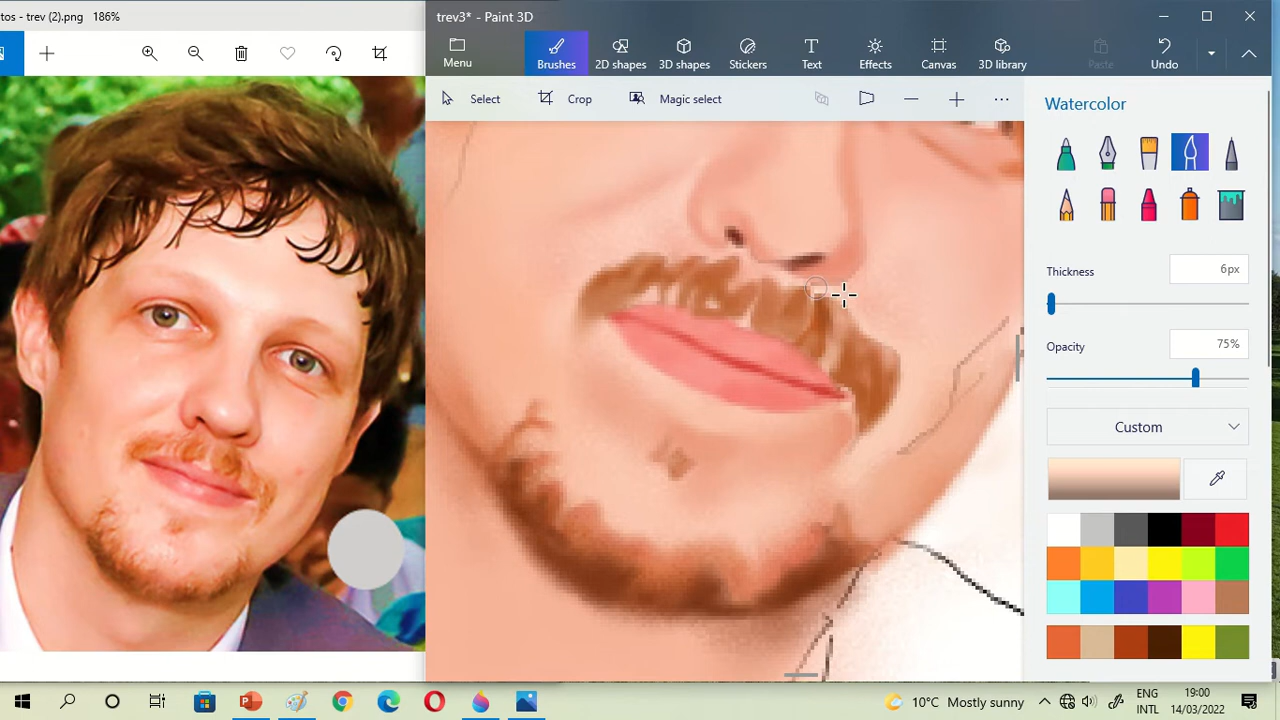 tos - trev (2).png 186%
trev3* - Paint 3D
Menu
Brushes
2D shapes
3D shapes
Stickers
Text
Effects
Canvas
3D library
Paste
Undo
Select
Crop
Magic select
Watercolor
Thickness
6px
Opacity
75%
Custom
10°C Mostly sunny
ENG
INTL
19:00
14/03/2022